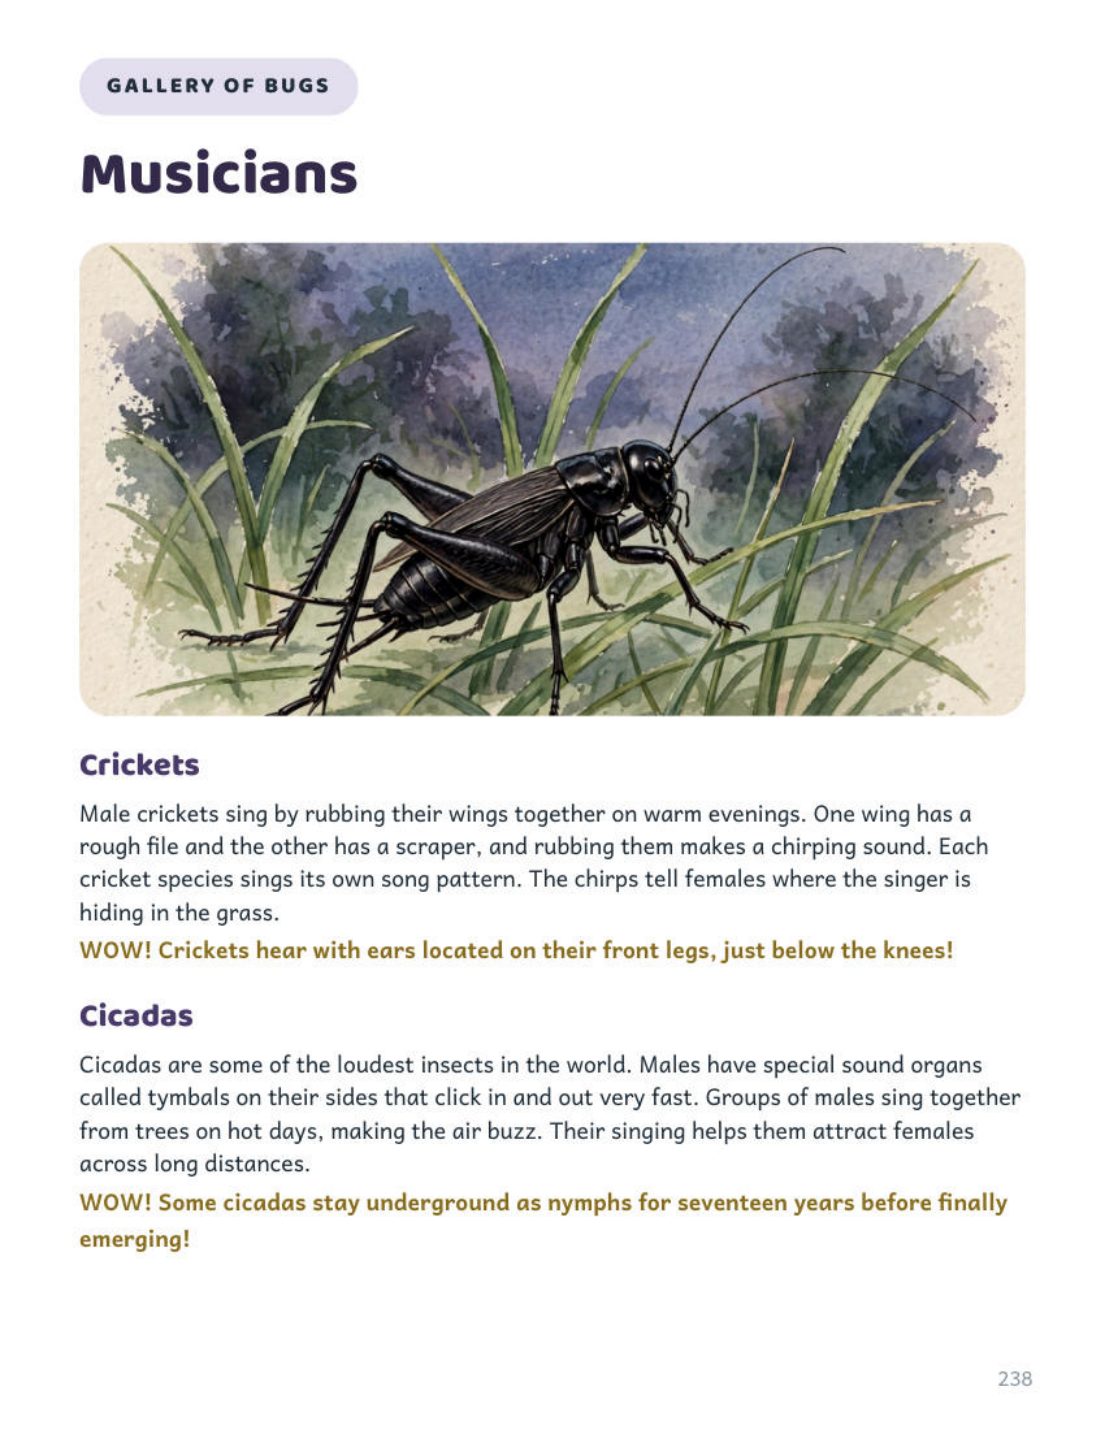 GALLERY OF BUGS
Musicians
Crickets
Male crickets sing by rubbing their wings together on warm evenings. One wing has a
rough file and the other has a scraper, and rubbing them makes a chirping sound. Each
cricket species sings its own song pattern. The chirps tell females where the singer is
hiding in the grass.
WOW! Crickets hear with ears located on their front legs, just below the knees!
Cicadas
Cicadas are some of the loudest insects in the world. Males have special sound organs
called tymbals on their sides that click in and out very fast. Groups of males sing together
from trees on hot days, making the air buzz. Their singing helps them attract females
across long distances.
WOW! Some cicadas stay underground as nymphs for seventeen years before finally
emerging!
238